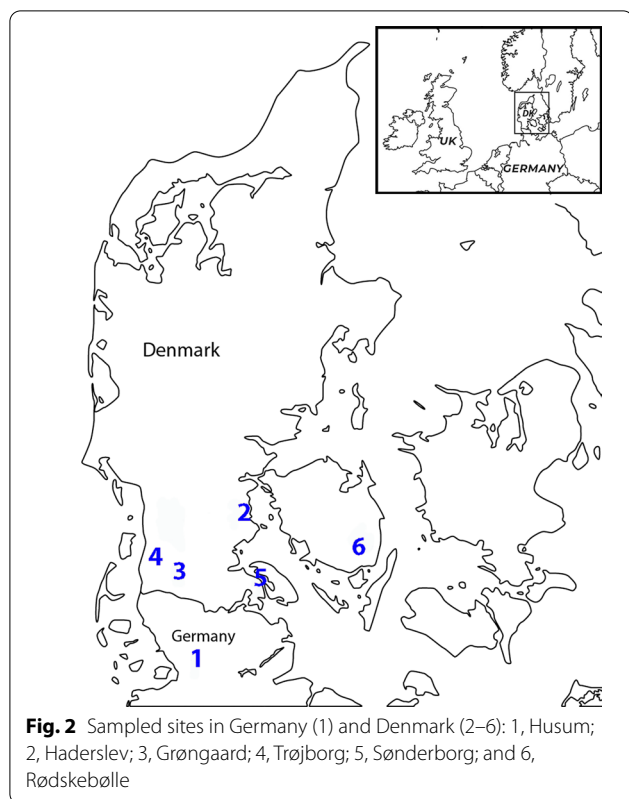 DK
UK
GERMANY
Denmark
2
4
6
3
5
Germany
1
Fig. 2 Sampled sites in Germany (1) and Denmark (2–6): 1, Husum;
2, Haderslev; 3, Grøngaard; 4, Trøjborg; 5, Sønderborg; and 6,
Rødskebølle